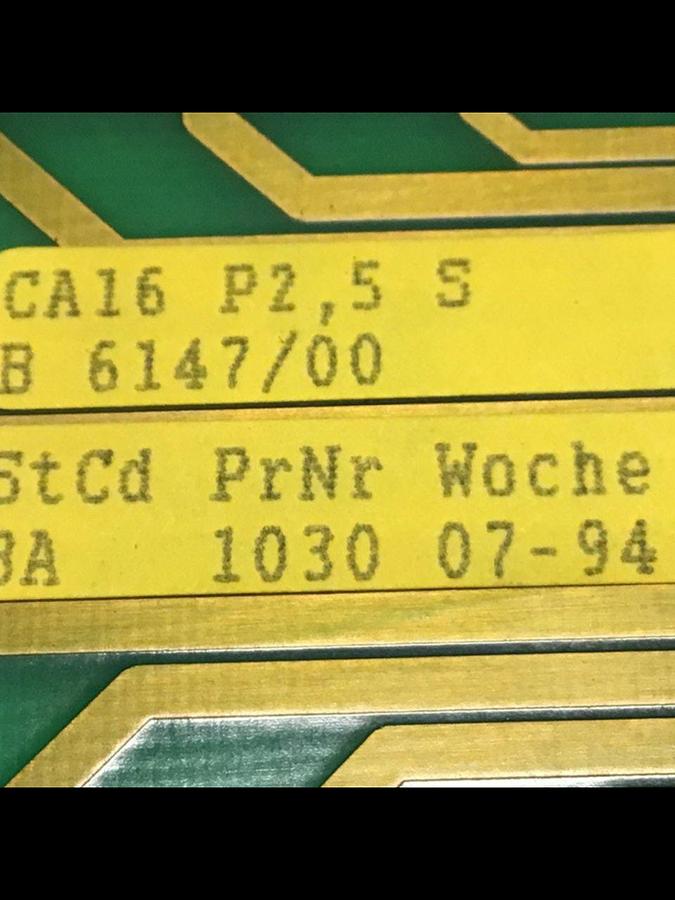 CA16 P2,5 S
B 6147/00
StCd PrNr Woche
3A 1030 07-94